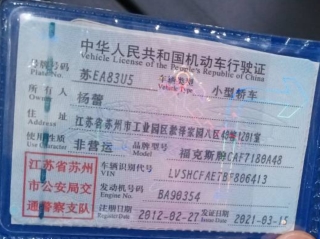 中华人民共和国机动车行驶证
Vehicle License of the People's Republic of China
号牌号码 苏EA83U5 车辆类型 小型轿车
Plate No. Vehicle Type
所有人 杨蕾
Owner
住址 江苏省苏州市工业园区
Address
使用性质 非营运 品牌型号 福克斯牌CAF7180A48
Use Character Model
江苏省苏州 车辆识别代号 LVSHCFAE
VIN
市公安局交 发动机号码 BA90354
Engine No.
通警察支队 注册日期 2012-02-27 发证日期 2021-03-15
Register Date Issue Date